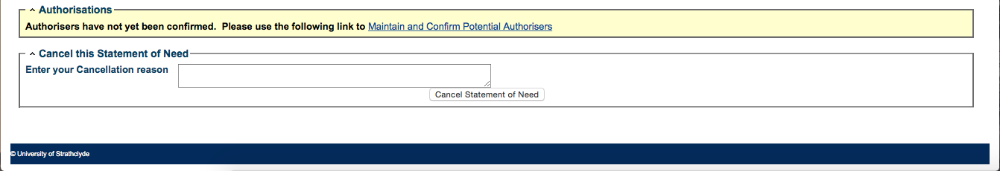 Authorisations
Authorisers have not yet been confirmed.  Please use the following link to Maintain and Confirm Potential Authorisers
Cancel this Statement of Need
Enter your Cancellation reason
Cancel Statement of Need
© University of Strathclyde